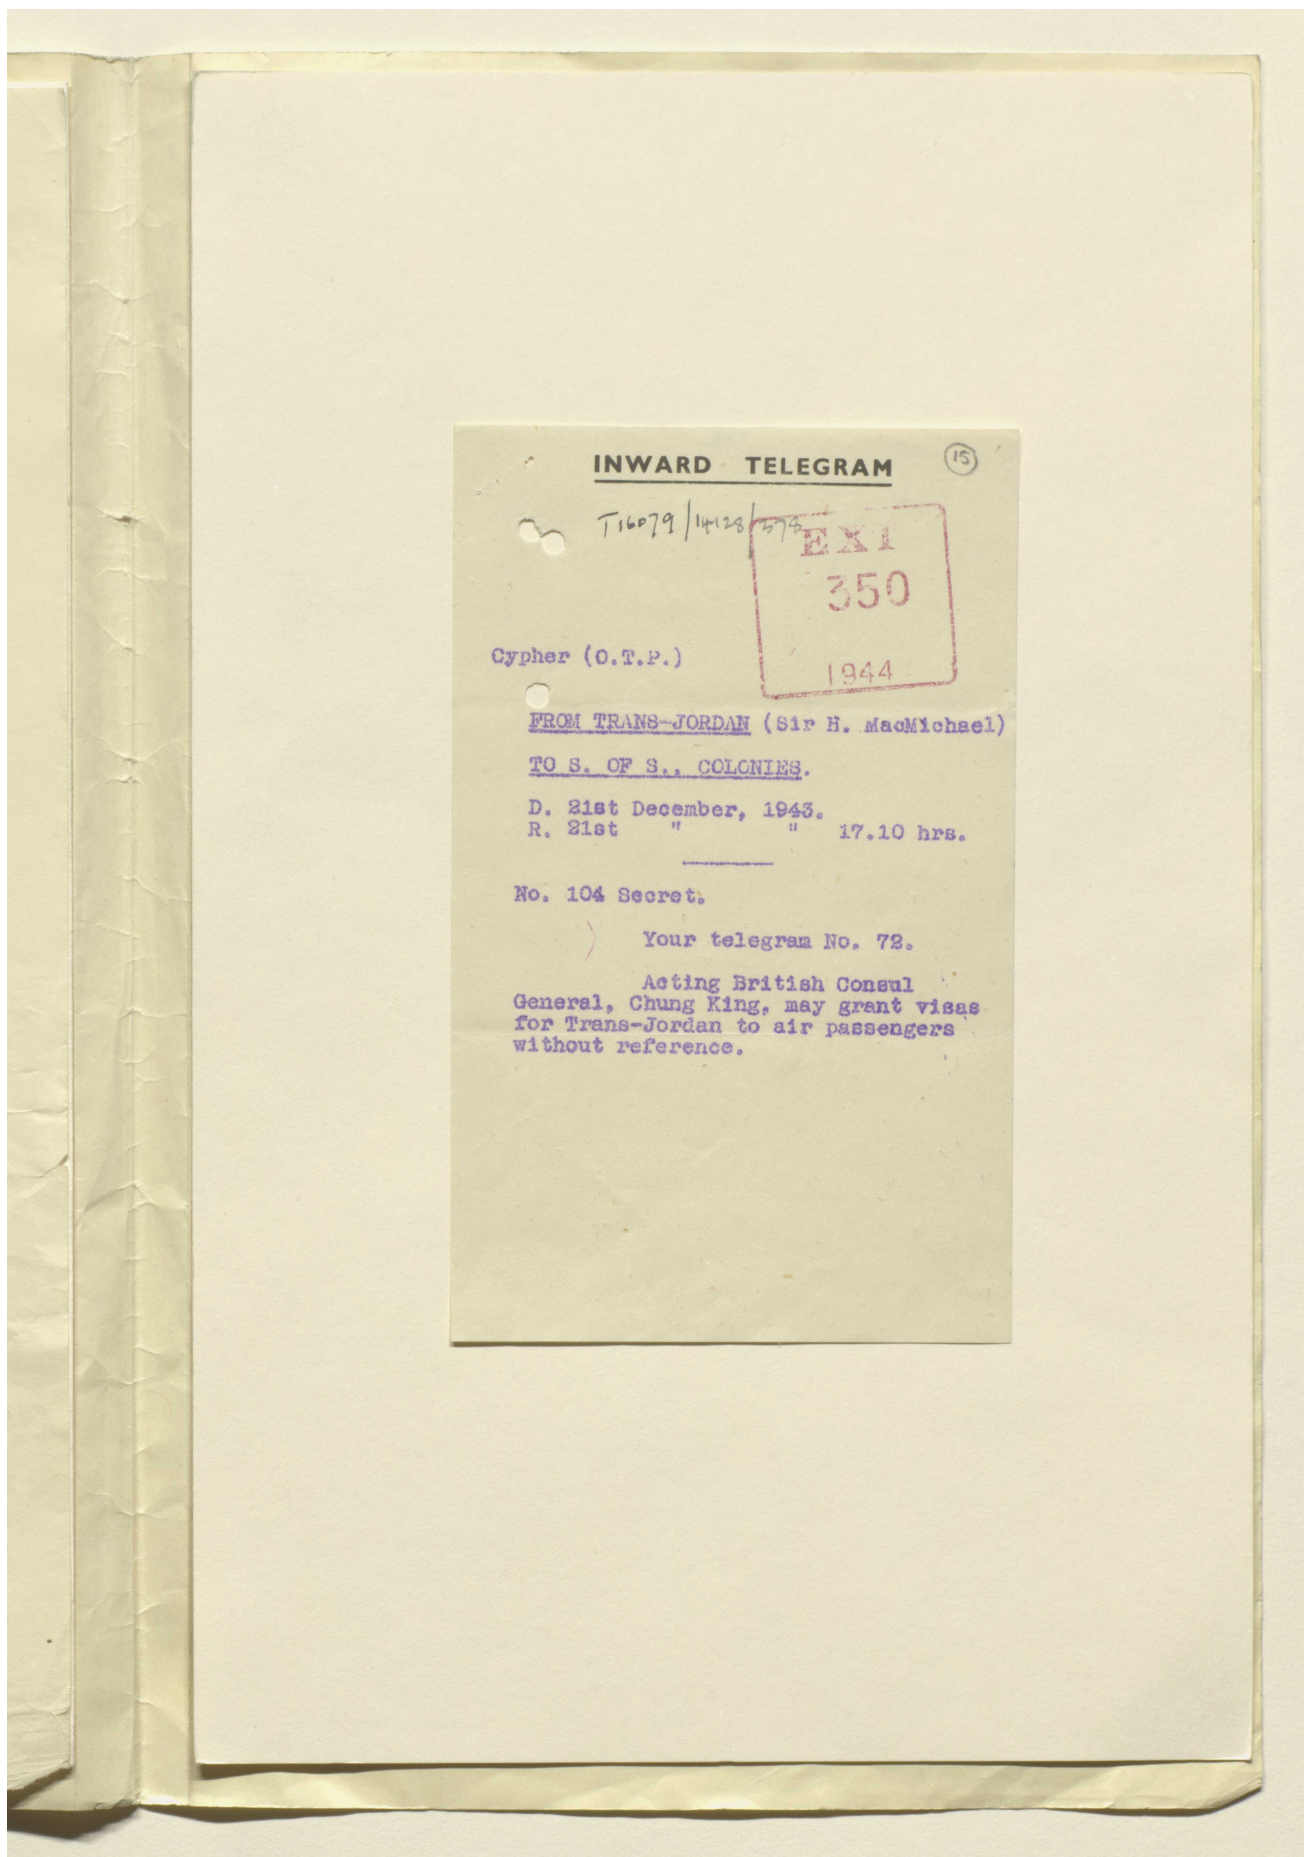 INWARD TELEGRAM
15
T16079/14128/378
EXT
350
1944
Cypher (O.T.P.)
FROM TRANS-JORDAN (Sir H. MacMichael)
TO S. OF S., COLONIES.
D. 21st December, 1943.
R. 21st " " 17.10 hrs.
No. 104 Secret.
Your telegram No. 72.
Acting British Consul
General, Chung King, may grant visas
for Trans-Jordan to air passengers
without reference.